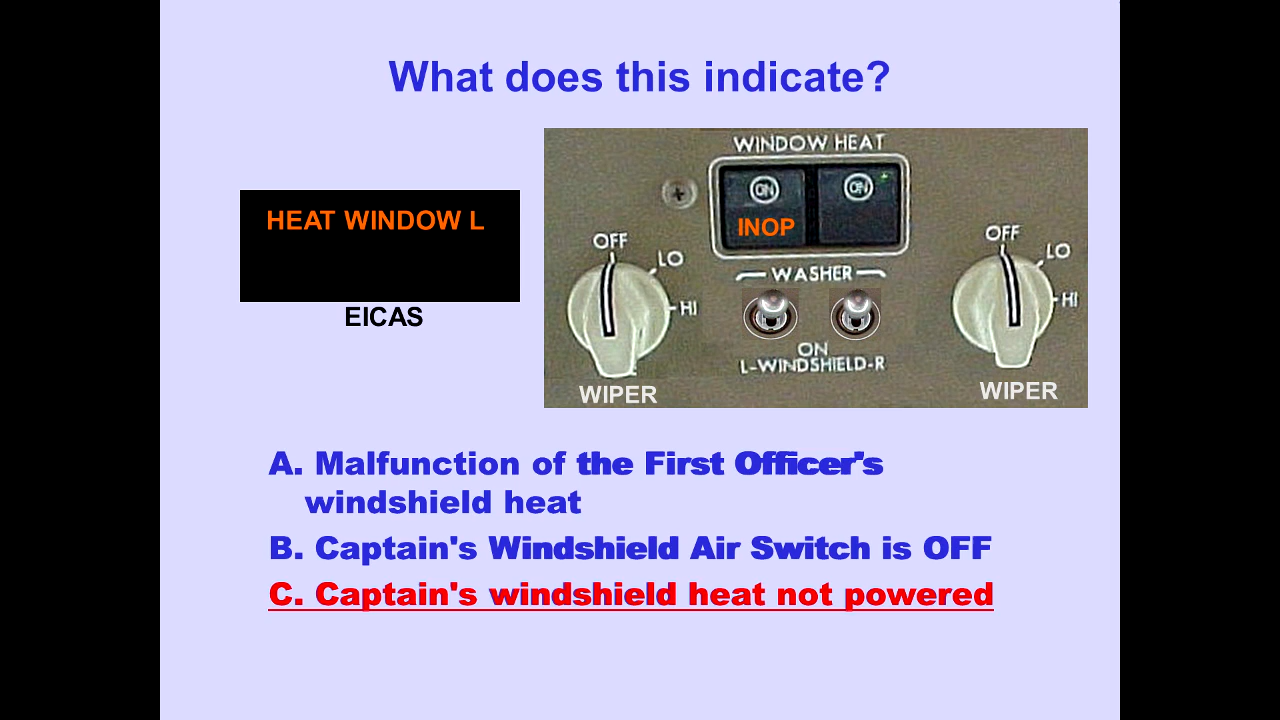 What does this indicate?
WINDOW HEAT
ON ON
HEAT WINDOW L
INOP
OFF
LO
HI
WASHER
OFF
LO
HI
EICAS
ON
L-WINDSHIELD-R
WIPER
WIPER
A. Malfunction of the First Officer's
windshield heat
B. Captain's Windshield Air Switch is OFF
C. Captain's windshield heat not powered